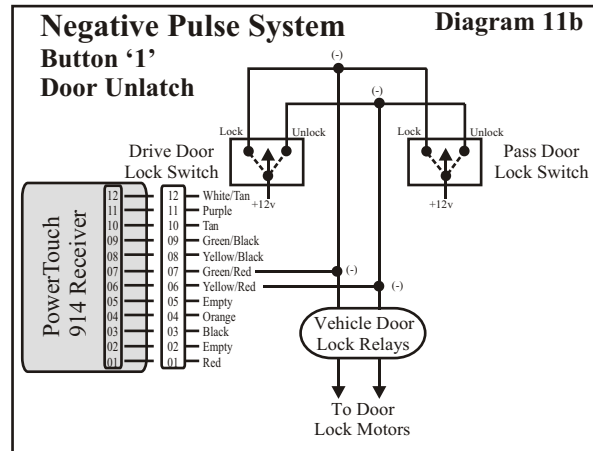 Negative Pulse System
Diagram 11b
Button ‘1’
Door Unlatch
(-)
(-)
(-)
Lock
Unlock
Lock
Unlock
Drive Door
Lock Switch
Pass Door
Lock Switch
+12v
+12v
PowerTouch
914 Receiver
12 12 White/Tan
11 11 Purple
10 10 Tan
09 09 Green/Black
08 08 Yellow/Black
07 07 Green/Red
(-)
06 06 Yellow/Red
(-)
05 05 Empty
04 04 Orange
03 03 Black
02 02 Empty
01 01 Red
Vehicle Door
Lock Relays
To Door
Lock Motors